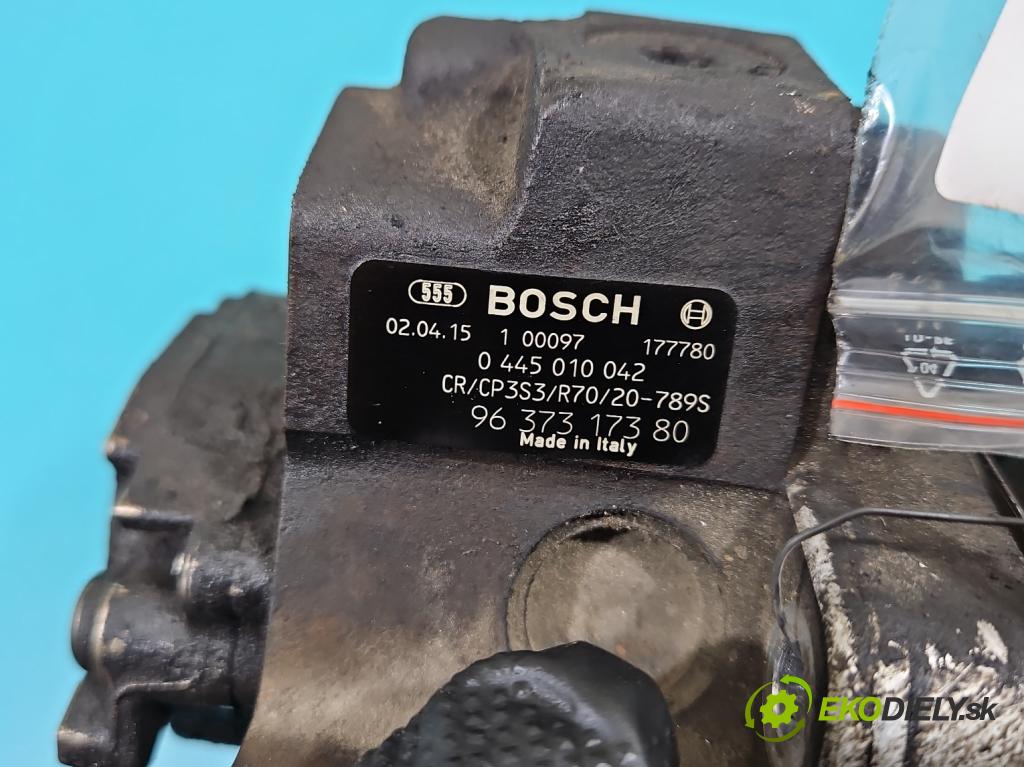 555 BOSCH
02.04.15 1 00097 177780
0 445 010 042
CR/CP3S3/R70/20-789S
96 373 173 80
Made in Italy
EKODIELY.sk